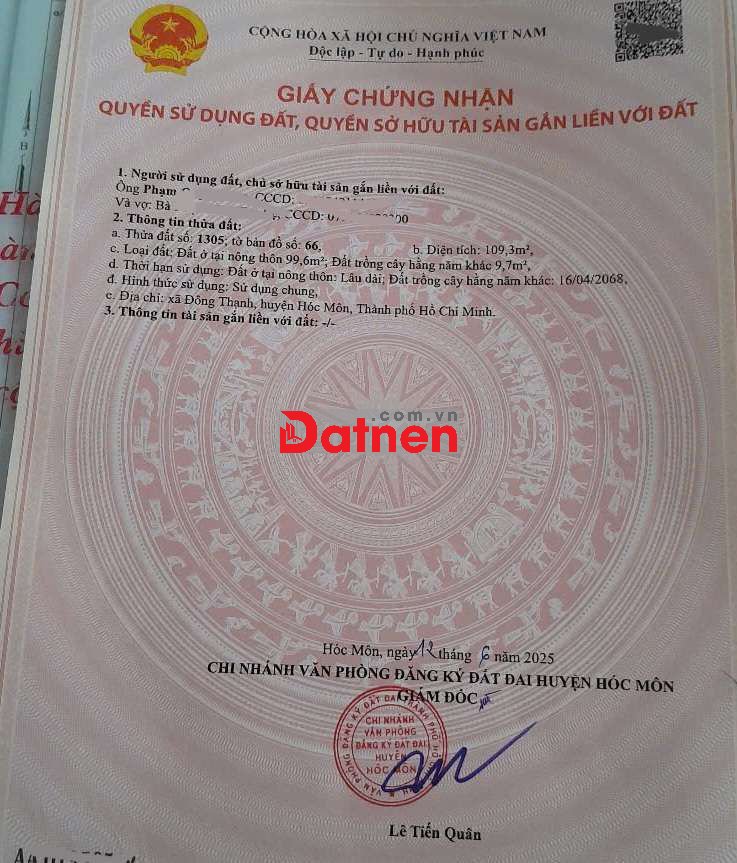 CỘNG HÒA XÃ HỘI CHỦ NGHĨA VIỆT NAM
Độc lập - Tự do - Hạnh phúc
GIẤY CHỨNG NHẬN
QUYỀN SỬ DỤNG ĐẤT, QUYỀN SỞ HỮU TÀI SẢN GẮN LIỀN VỚI ĐẤT
1. Người sử dụng đất, chủ sở hữu tài sản gắn liền với đất:
Ông Phạm CCCD:
Và vợ: Bà CCCD:
2. Thông tin thửa đất:
a. Thửa đất số: 1305; tờ bản đồ số: 66, b. Diện tích: 109,3m²,
c. Loại đất: Đất ở tại nông thôn 99,6m²; Đất trồng cây hằng năm khác 9,7m²,
d. Thời hạn sử dụng: Đất ở tại nông thôn: Lâu dài; Đất trồng cây hằng năm khác: 16/04/2068,
đ. Hình thức sử dụng: Sử dụng chung,
e. Địa chỉ: xã Đông Thạnh, huyện Hóc Môn, Thành phố Hồ Chí Minh.
3. Thông tin tài sản gắn liền với đất: -/-
.com.vn
Datnen
Hóc Môn, ngày 12 tháng 6 năm 2025
CHI NHÁNH VĂN PHÒNG ĐĂNG KÝ ĐẤT ĐAI HUYỆN HÓC MÔN
GIÁM ĐỐC
CHI NHÁNH
VĂN PHÒNG
ĐĂNG KÝ ĐẤT ĐAI
HUYỆN
HÓC MÔN
Lê Tiến Quân